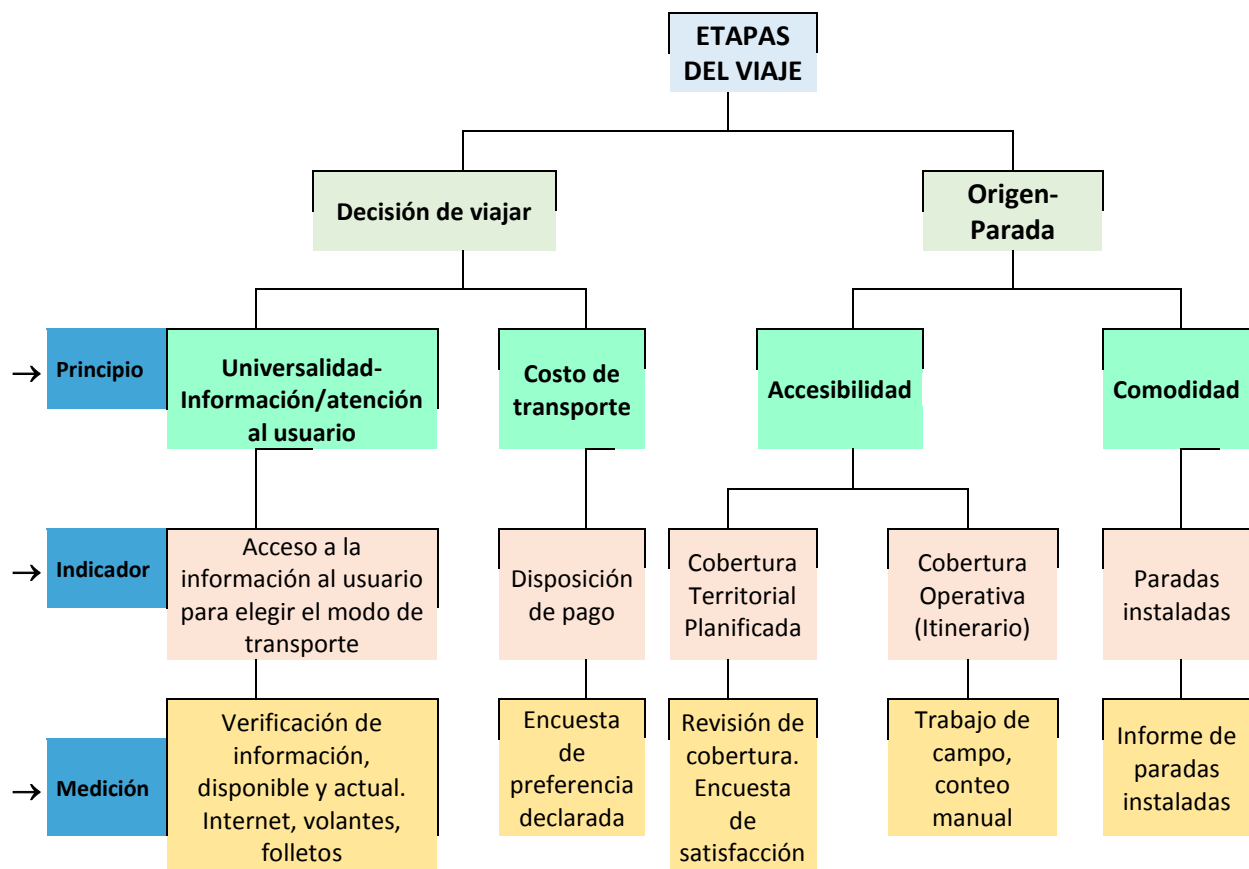 ETAPAS
DEL VIAJE
Decisión de viajar
Origen-
Parada
→ Principio
Universalidad-
Información/atención
al usuario
Costo de
transporte
Accesibilidad
Comodidad
→ Indicador
Acceso a la
información al usuario
para elegir el modo de
transporte
Disposición
de pago
Cobertura
Territorial
Planificada
Cobertura
Operativa
(Itinerario)
Paradas
instaladas
→ Medición
Verificación de
información,
disponible y actual.
Internet, volantes,
folletos
Encuesta
de
preferencia
declarada
Revisión de
cobertura.
Encuesta
de
satisfacción
Trabajo de
campo,
conteo
manual
Informe de
paradas
instaladas